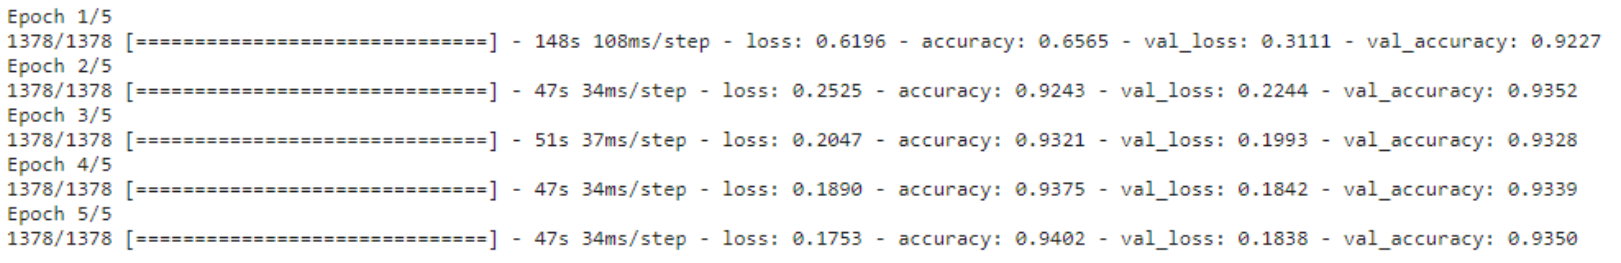 Epoch 1/5
1378/1378 [==============================] - 148s 108ms/step - loss: 0.6196 - accuracy: 0.6565 - val_loss: 0.3111 - val_accuracy: 0.9227
Epoch 2/5
1378/1378 [==============================] - 47s 34ms/step - loss: 0.2525 - accuracy: 0.9243 - val_loss: 0.2244 - val_accuracy: 0.9352
Epoch 3/5
1378/1378 [==============================] - 51s 37ms/step - loss: 0.2047 - accuracy: 0.9321 - val_loss: 0.1993 - val_accuracy: 0.9328
Epoch 4/5
1378/1378 [==============================] - 47s 34ms/step - loss: 0.1890 - accuracy: 0.9375 - val_loss: 0.1842 - val_accuracy: 0.9339
Epoch 5/5
1378/1378 [==============================] - 47s 34ms/step - loss: 0.1753 - accuracy: 0.9402 - val_loss: 0.1838 - val_accuracy: 0.9350